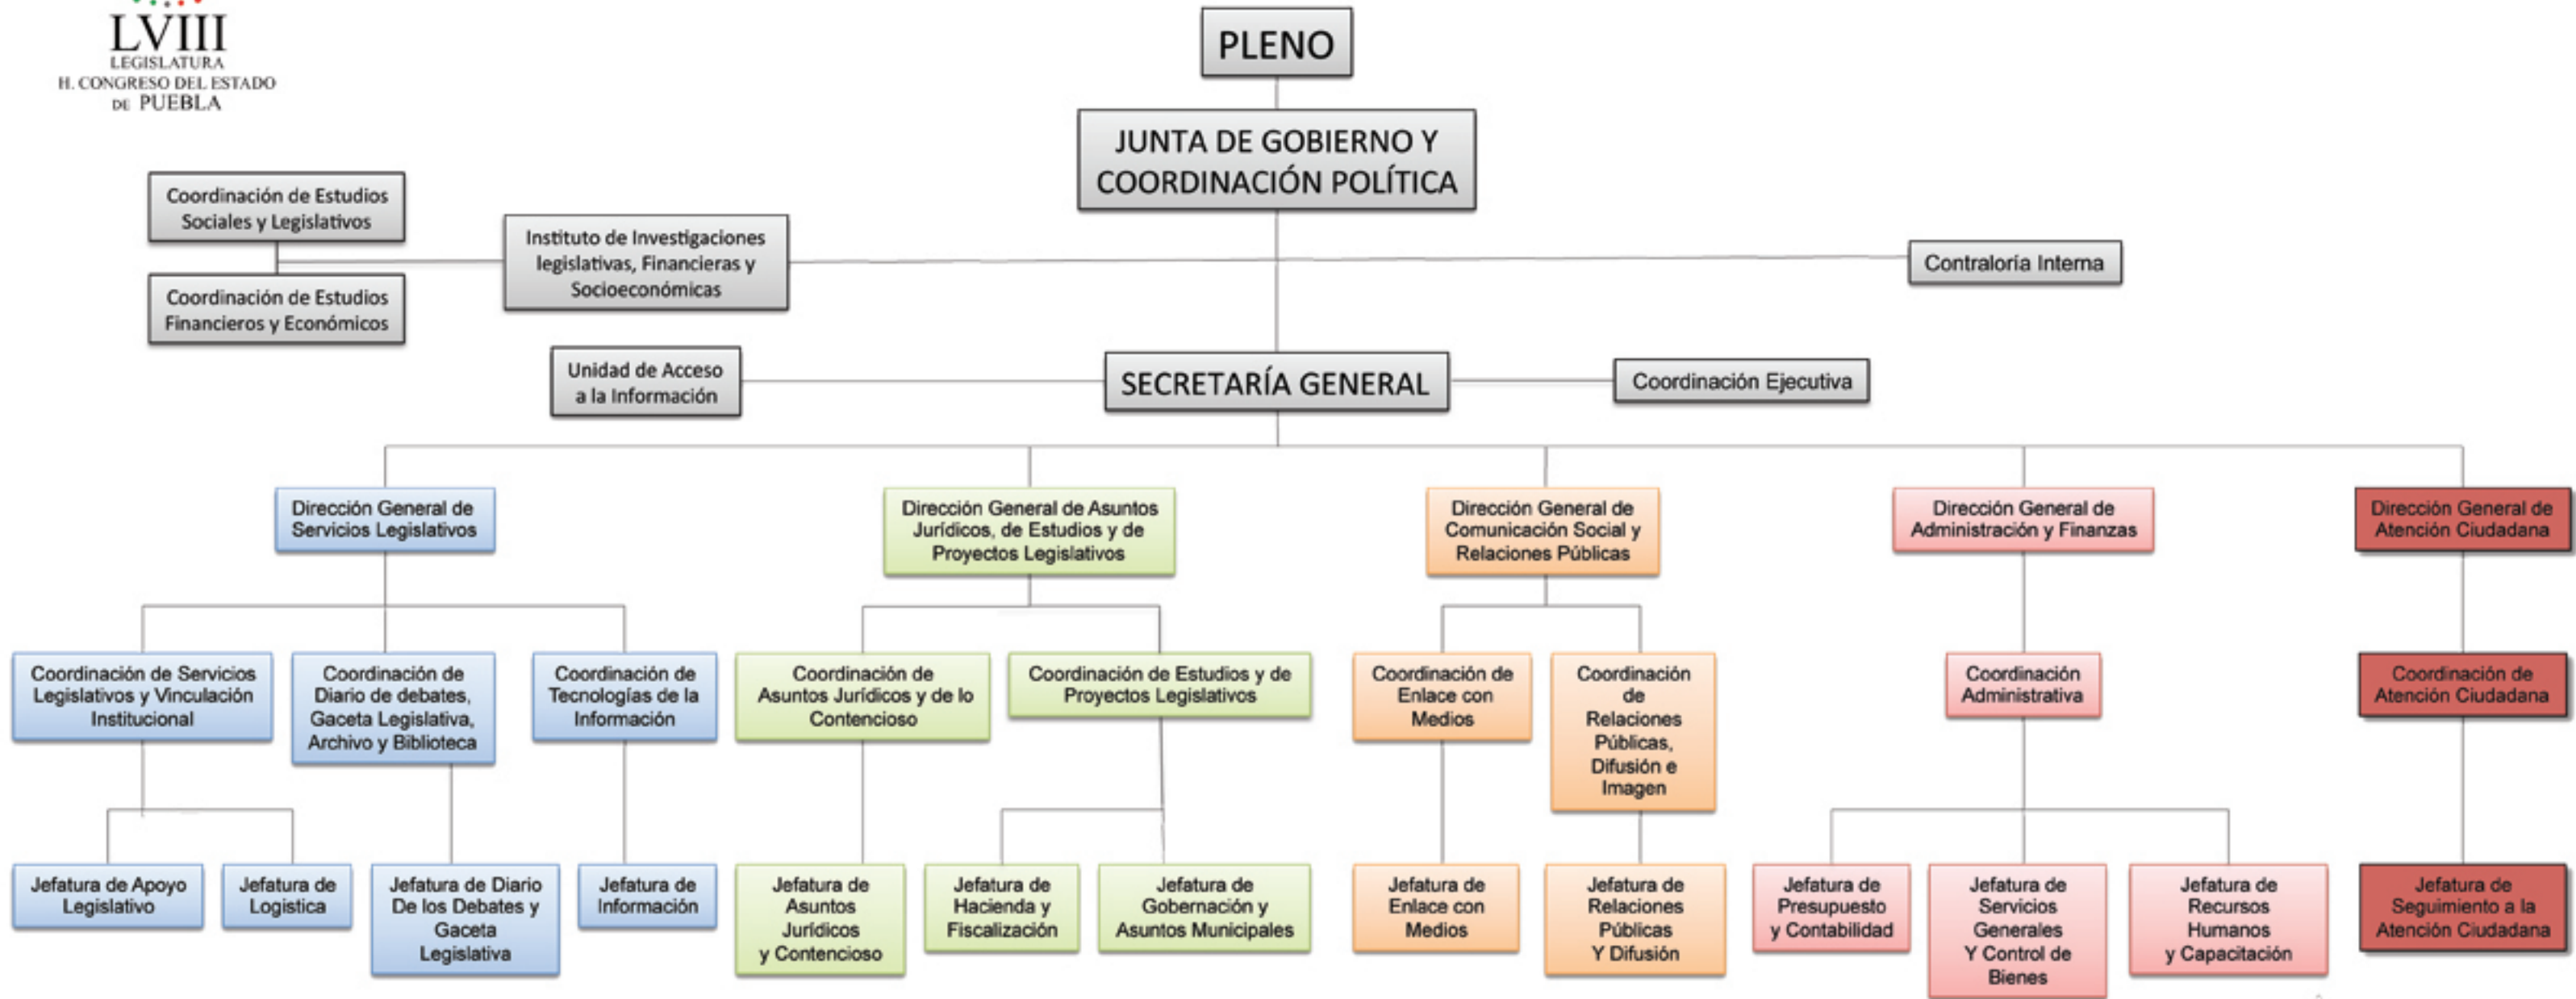 LVIII
LEGISLATURA
H. CONGRESO DEL ESTADO
DE PUEBLA
PLENO
JUNTA DE GOBIERNO Y
COORDINACIÓN POLÍTICA
Coordinación de Estudios
Sociales y Legislativos
Instituto de Investigaciones
legislativas, Financieras y
Socioeconómicas
Contraloría Interna
Coordinación de Estudios
Financieros y Económicos
Unidad de Acceso
a la Información
SECRETARÍA GENERAL
Coordinación Ejecutiva
Dirección General de
Servicios Legislativos
Dirección General de Asuntos
Jurídicos, de Estudios y de
Proyectos Legislativos
Dirección General de
Comunicación Social y
Relaciones Públicas
Dirección General de
Administración y Finanzas
Dirección General de
Atención Ciudadana
Coordinación de Servicios
Legislativos y Vinculación
Institucional
Coordinación de
Diario de debates,
Gaceta Legislativa,
Archivo y Biblioteca
Coordinación de
Tecnologías de la
Información
Coordinación de
Asuntos Jurídicos y de lo
Contencioso
Coordinación de Estudios y de
Proyectos Legislativos
Coordinación de
Enlace con
Medios
Coordinación
de
Relaciones
Públicas,
Difusión e
Imagen
Coordinación
Administrativa
Coordinación de
Atención Ciudadana
Jefatura de Apoyo
Legislativo
Jefatura de
Logistica
Jefatura de Diario
De los Debates y
Gaceta
Legislativa
Jefatura de
Información
Jefatura de
Asuntos
Jurídicos
y Contencioso
Jefatura de
Hacienda y
Fiscalización
Jefatura de
Gobernación y
Asuntos Municipales
Jefatura de
Enlace con
Medios
Jefatura de
Relaciones
Públicas
Y Difusión
Jefatura de
Presupuesto
y Contabilidad
Jefatura de
Servicios
Generales
Y Control de
Bienes
Jefatura de
Recursos
Humanos
y Capacitación
Jefatura de
Seguimiento a la
Atención Ciudadana